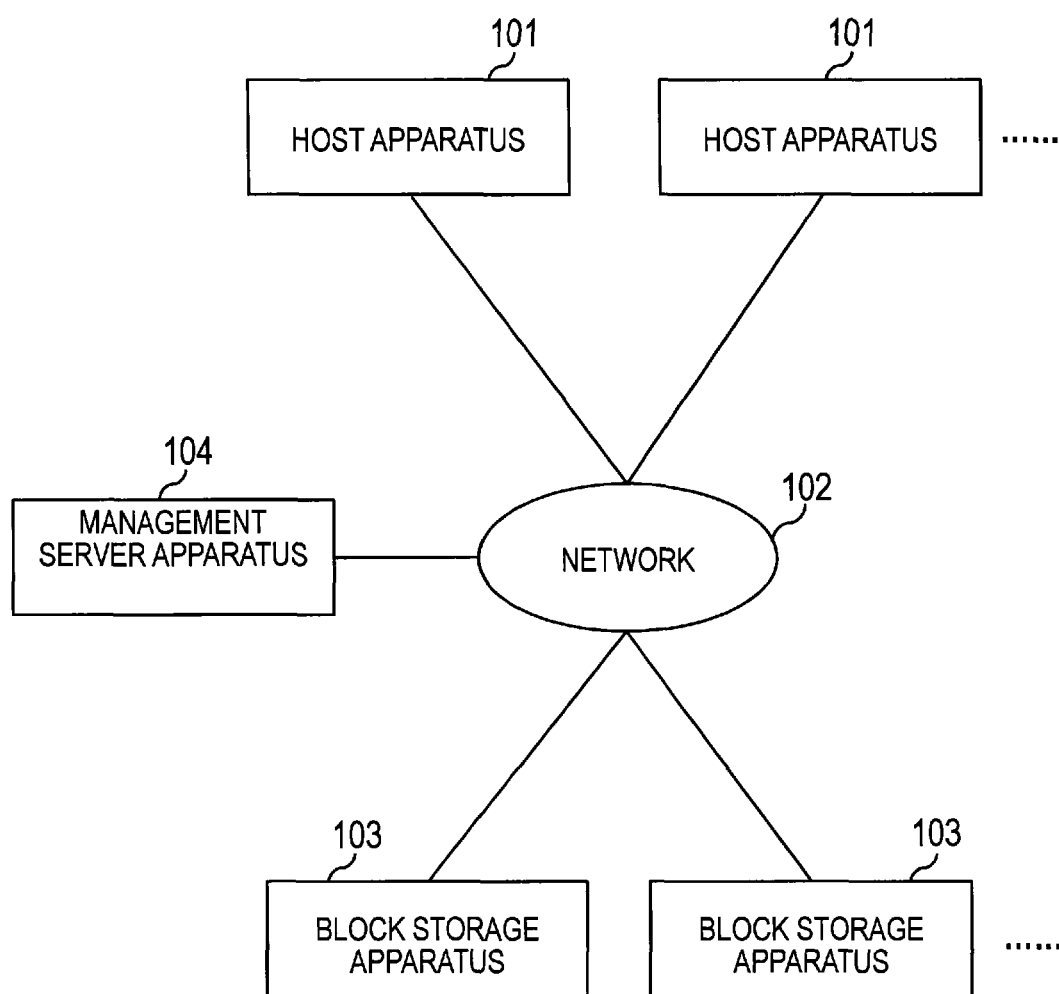 101
101
HOST APPARATUS
HOST APPARATUS
......
104
102
MANAGEMENT
SERVER APPARATUS
NETWORK
103
103
BLOCK STORAGE
APPARATUS
BLOCK STORAGE
APPARATUS
......